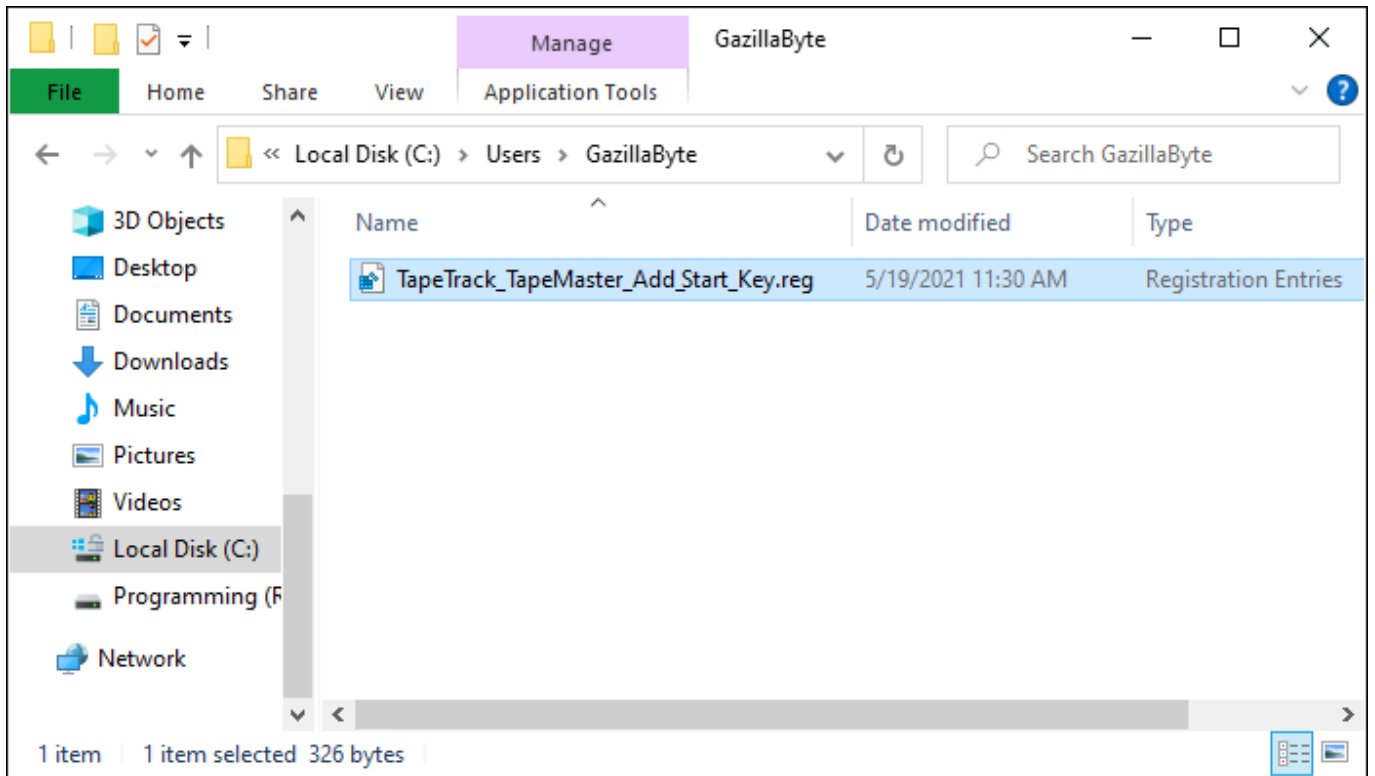 Manage GazillaByte
File Home Share View Application Tools
« Local Disk (C:) > Users > GazillaByte Search GazillaByte
3D Objects
Desktop
Documents
Downloads
Music
Pictures
Videos
Local Disk (C:)
Programming (R
Network
Name Date modified Type
TapeTrack_TapeMaster_Add_Start_Key.reg 5/19/2021 11:30 AM Registration Entries
1 item 1 item selected 326 bytes